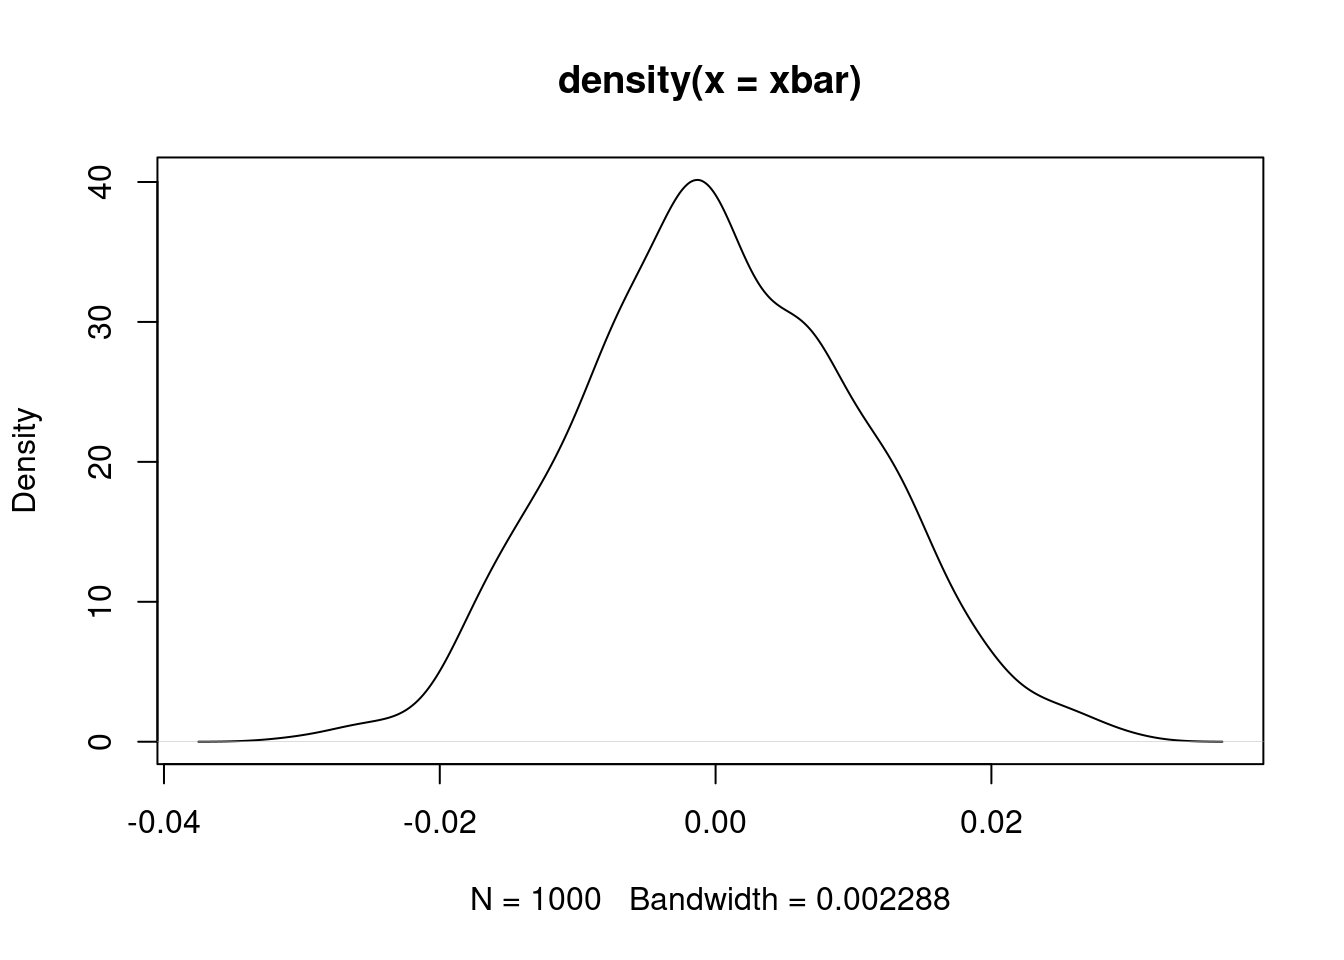 density(x = xbar)
Density
40
30
20
10
0
-0.04 -0.02 0.00 0.02
N = 1000 Bandwidth = 0.002288